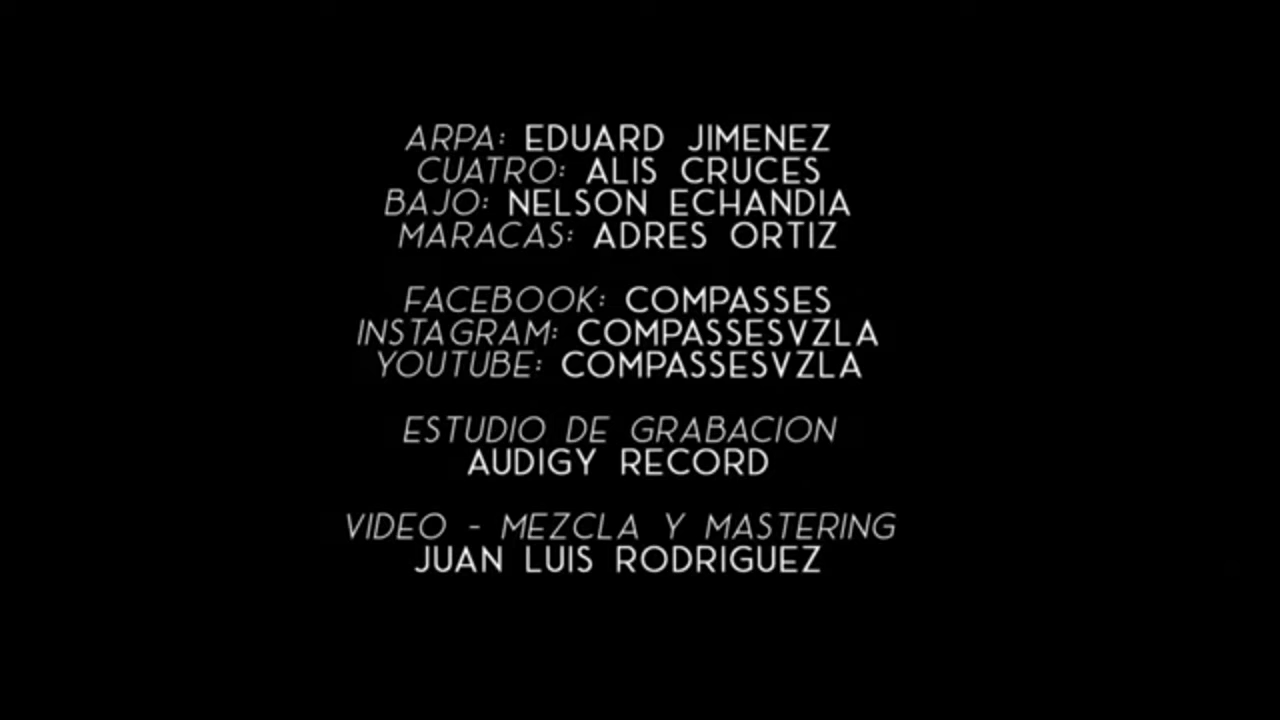 ARPA: EDUARD JIMENEZ
CUATRO: ALIS CRUCES
BAJO: NELSON ECHANDIA
MARACAS: ADRES ORTIZ
FACEBOOK: COMPASSES
INSTAGRAM: COMPASSESVZLA
YOUTUBE: COMPASSESVZLA
ESTUDIO DE GRABACION
AUDIGY RECORD
VIDEO - MEZCLA Y MASTERING
JUAN LUIS RODRIGUEZ